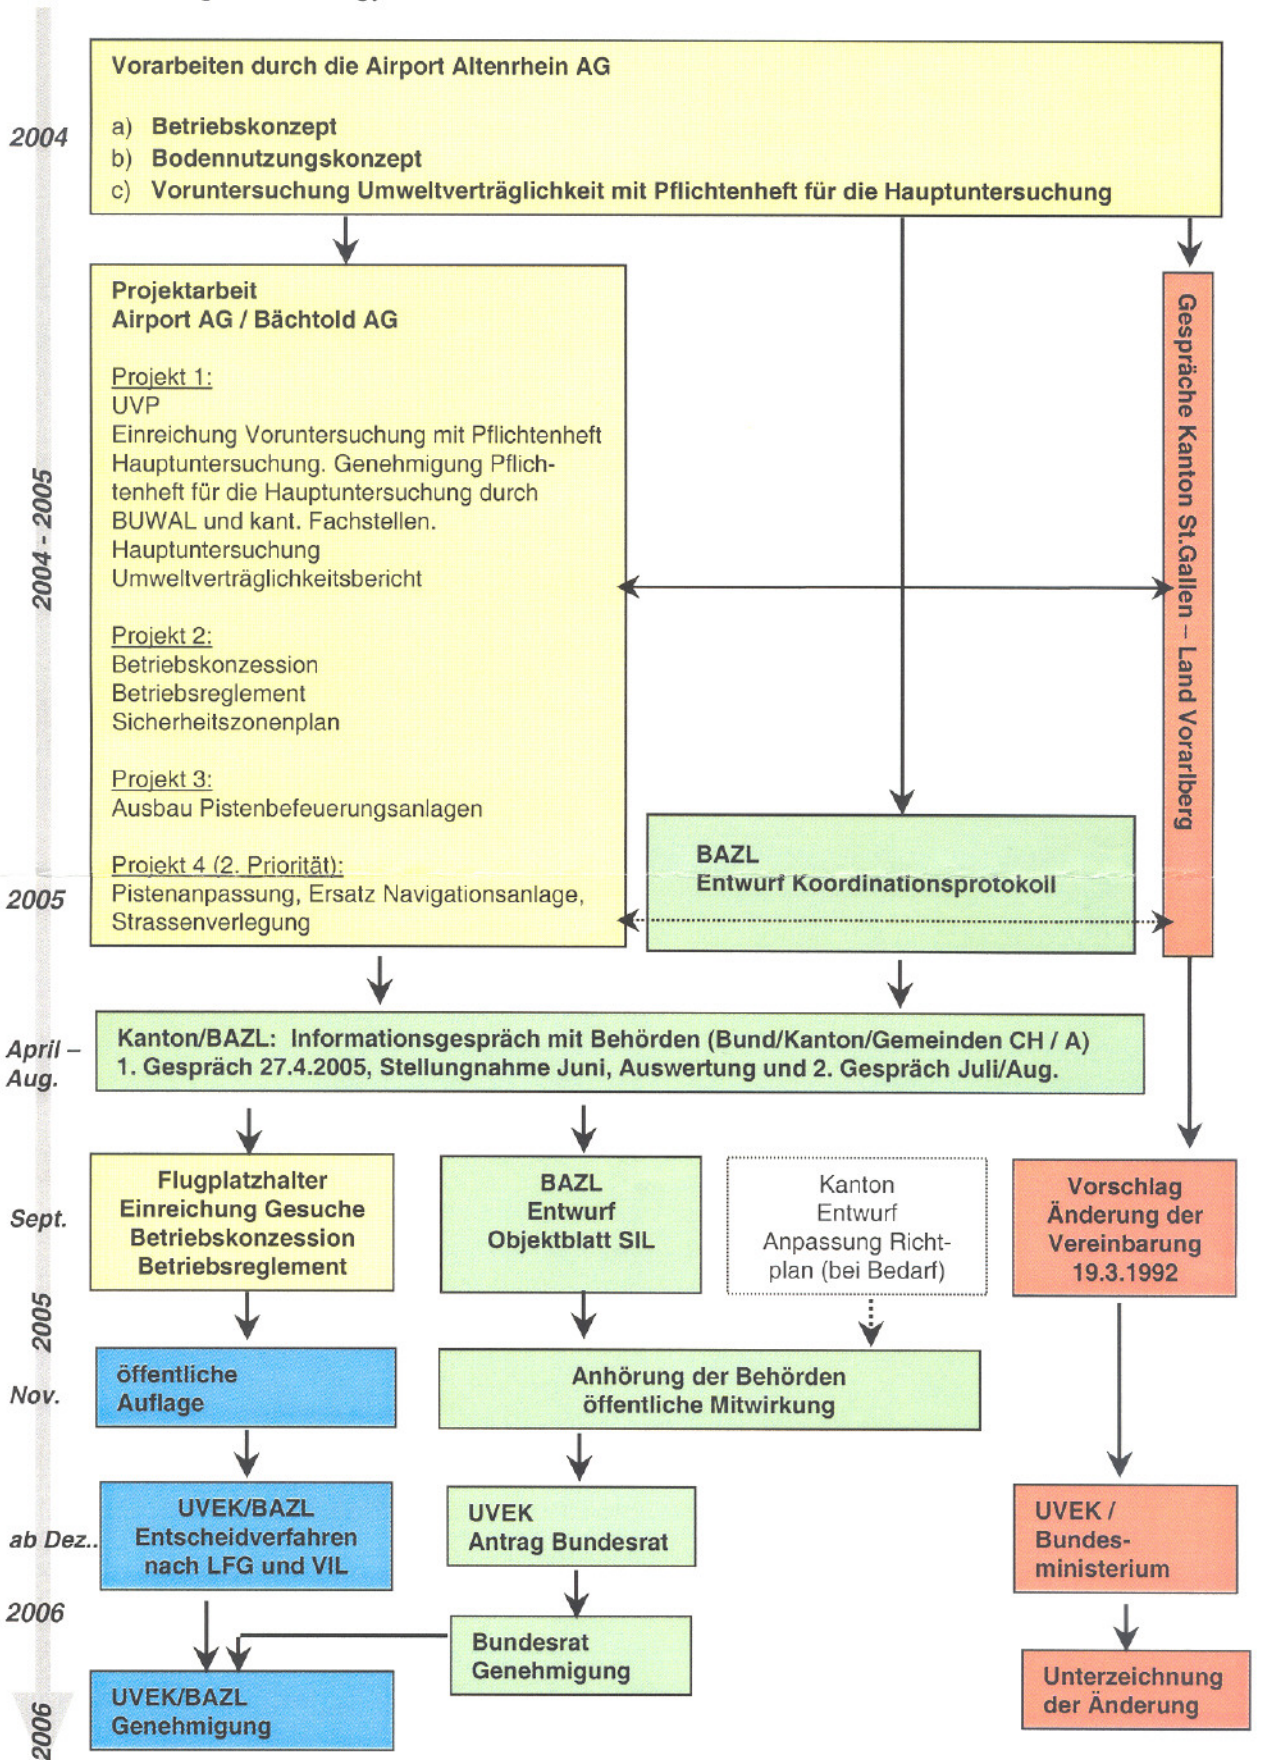 Vorarbeiten durch die Airport Altenrhein AG
2004
a) Betriebskonzept
b) Bodennutzungskonzept
c) Voruntersuchung Umweltverträglichkeit mit Pflichtenheft für die Hauptuntersuchung
2004 - 2005
Projektarbeit
Airport AG / Bächtold AG
Projekt 1:
UVP
Einreichung Voruntersuchung mit Pflichtenheft
Hauptuntersuchung. Genehmigung Pflich-
tenheft für die Hauptuntersuchung durch
BUWAL und kant. Fachstellen.
Hauptuntersuchung
Umweltverträglichkeitsbericht
Projekt 2:
Betriebskonzession
Betriebsreglement
Sicherheitszonenplan
Projekt 3:
Ausbau Pistenbefeuerungsanlagen
Projekt 4 (2. Priorität):
Pistenanpassung, Ersatz Navigationsanlage,
Strassenverlegung
Gespräche Kanton St.Gallen – Land Vorarlberg
2005
BAZL
Entwurf Koordinationsprotokoll
April –
Aug.
Kanton/BAZL: Informationsgespräch mit Behörden (Bund/Kanton/Gemeinden CH / A)
1. Gespräch 27.4.2005, Stellungnahme Juni, Auswertung und 2. Gespräch Juli/Aug.
Sept.
Flugplatzhalter
Einreichung Gesuche
Betriebskonzession
Betriebsreglement
BAZL
Entwurf
Objektblatt SIL
Kanton
Entwurf
Anpassung Richt-
plan (bei Bedarf)
Vorschlag
Änderung der
Vereinbarung
19.3.1992
2005
Nov.
öffentliche
Auflage
Anhörung der Behörden
öffentliche Mitwirkung
ab Dez..
UVEK/BAZL
Entscheidverfahren
nach LFG und VIL
UVEK
Antrag Bundesrat
UVEK /
Bundes-
ministerium
2006
Bundesrat
Genehmigung
Unterzeichnung
der Änderung
2006
UVEK/BAZL
Genehmigung